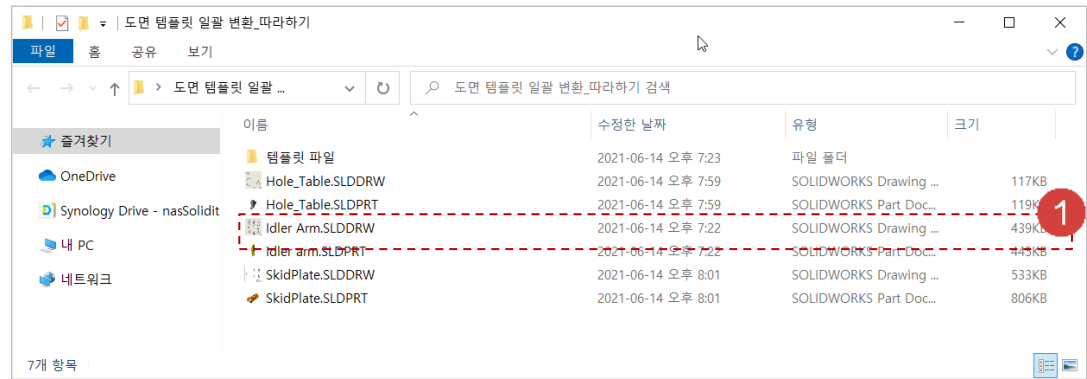 도면 템플릿 일괄 변환_따라하기
파일 홈 공유 보기
도면 템플릿 일괄 ... 도면 템플릿 일괄 변환_따라하기 검색
이름 수정한 날짜 유형 크기
즐겨찾기
템플릿 파일 2021-06-14 오후 7:23 파일 폴더
OneDrive
Hole_Table.SLDDRW 2021-06-14 오후 7:59 SOLIDWORKS Drawing ... 117KB
Synology Drive - nasSolidit
Hole_Table.SLDPRT 2021-06-14 오후 7:59 SOLIDWORKS Part Doc... 119K
1
Idler Arm.SLDDRW 2021-06-14 오후 7:22 SOLIDWORKS Drawing ... 439KB
내 PC
Idler arm.SLDPRT 2021-06-14 오후 7:22 SOLIDWORKS Part Doc... 445KB
네트워크
SkidPlate.SLDDRW 2021-06-14 오후 8:01 SOLIDWORKS Drawing ... 533KB
SkidPlate.SLDPRT 2021-06-14 오후 8:01 SOLIDWORKS Part Doc... 806KB
7개 항목